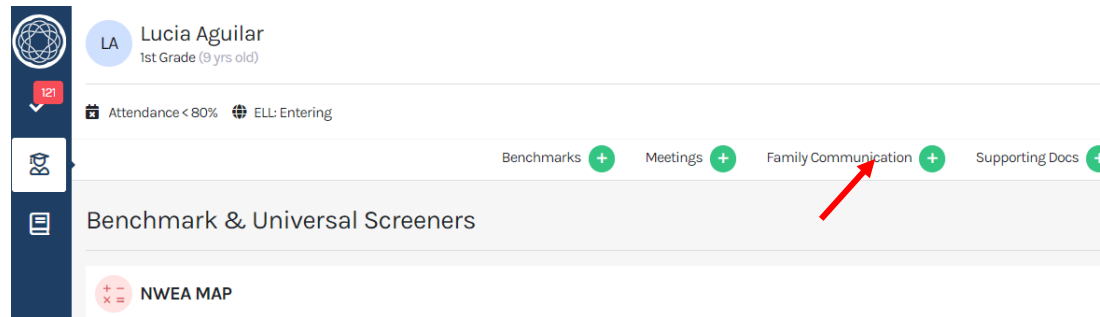 LA
Lucia Aguilar
1st Grade (9 yrs old)
121
Attendance < 80% ELL: Entering
Benchmarks + Meetings + Family Communication + Supporting Docs +
Benchmark & Universal Screeners
+ - × = NWEA MAP